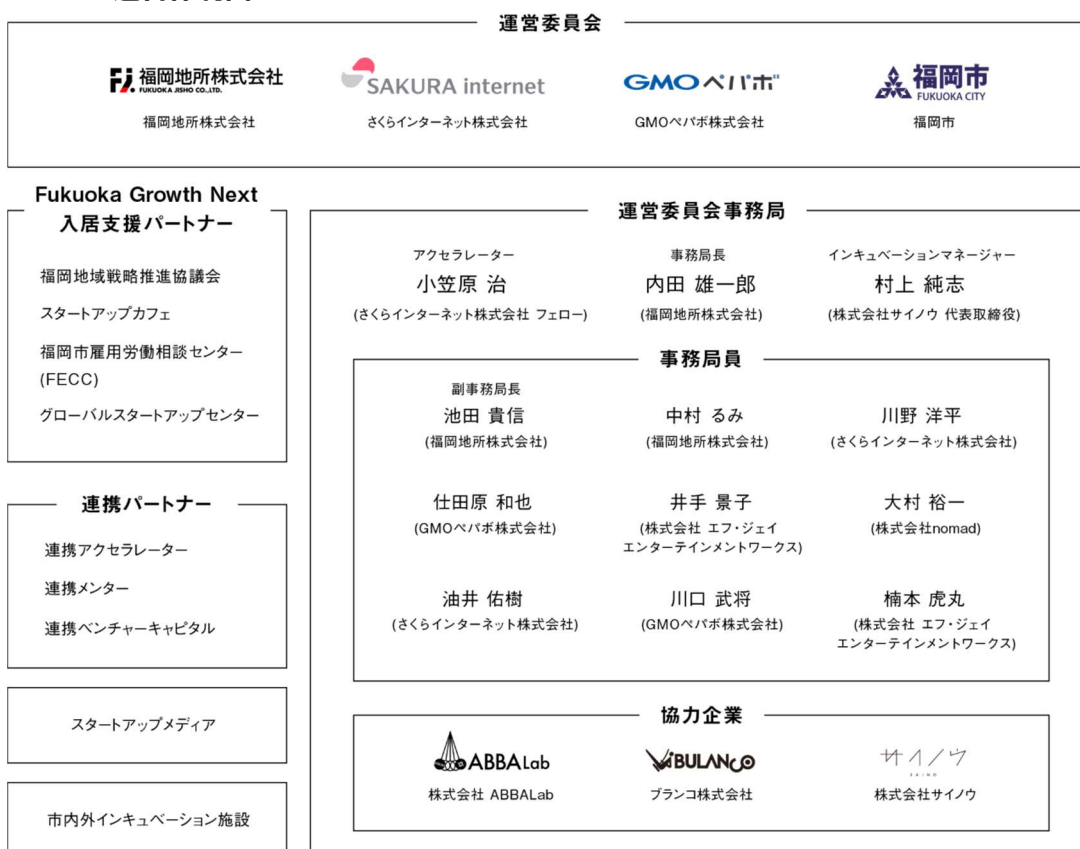 運営委員会
福岡地所株式会社
FUKUOKA JISHO CO.,LTD.
SAKURA internet
GMOペパボ
福岡市
FUKUOKA CITY
福岡地所株式会社
さくらインターネット株式会社
GMOペパボ株式会社
福岡市
Fukuoka Growth Next
入居支援パートナー
福岡地域戦略推進協議会
スタートアップカフェ
福岡市雇用労働相談センター
(FECC)
グローバルスタートアップセンター
連携パートナー
連携アクセラレーター
連携メンター
連携ベンチャーキャピタル
スタートアップメディア
市内外インキュベーション施設
運営委員会事務局
アクセラレーター
小笠原 治
(さくらインターネット株式会社 フェロー)
事務局長
内田 雄一郎
(福岡地所株式会社)
インキュベーションマネージャー
村上 純志
(株式会社サイノウ 代表取締役)
事務局員
副事務局長
池田 貴信
(福岡地所株式会社)
中村 るみ
(福岡地所株式会社)
川野 洋平
(さくらインターネット株式会社)
仕田原 和也
(GMOペパボ株式会社)
井手 景子
(株式会社 エフ・ジェイ
エンターテインメントワークス)
大村 裕一
(株式会社nomad)
油井 佑樹
(さくらインターネット株式会社)
川口 武将
(GMOペパボ株式会社)
楠本 虎丸
(株式会社 エフ・ジェイ
エンターテインメントワークス)
協力企業
ABBALab
BULANCO
サイノウ
SAINO
株式会社 ABBALab
ブランコ株式会社
株式会社サイノウ